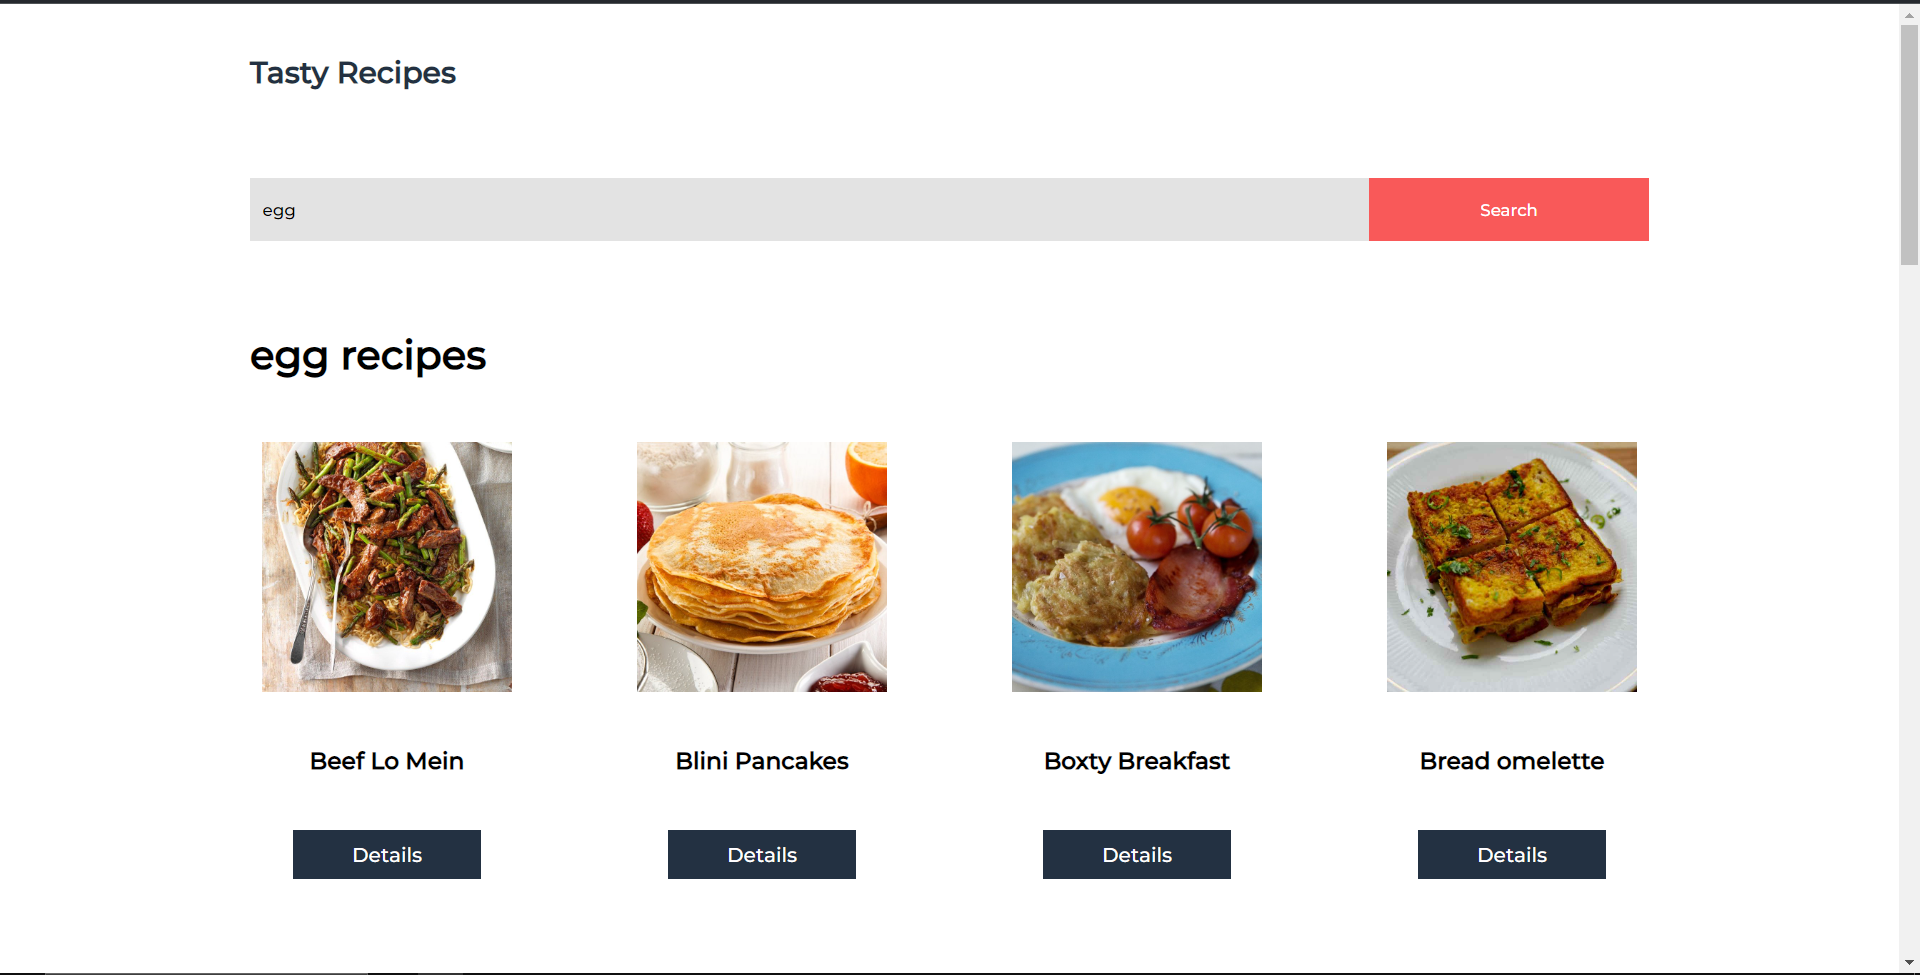 Tasty Recipes
egg
Search
egg recipes
Beef Lo Mein
Blini Pancakes
Boxty Breakfast
Bread omelette
Details
Details
Details
Details